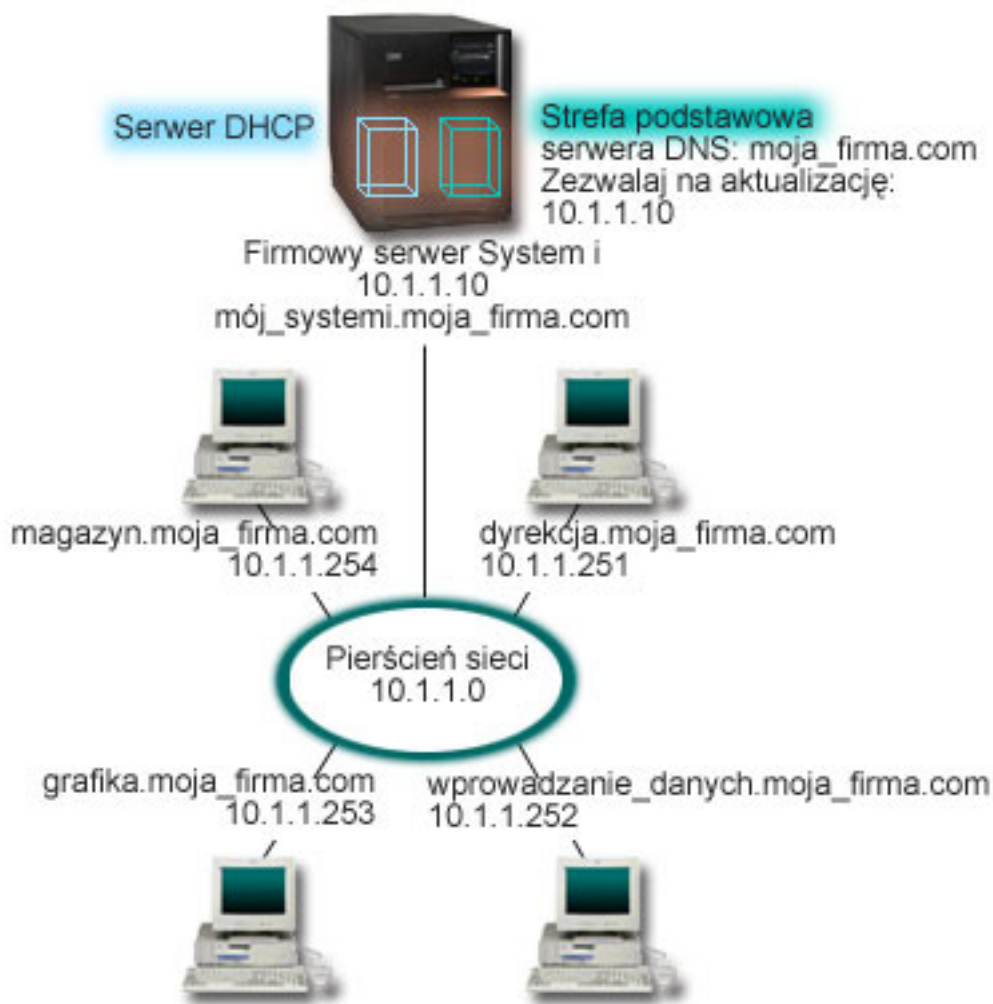 Serwer DHCP
Strefa podstawowa
serwera DNS: moja_firma.com
Zezwalaj na aktualizację:
10.1.1.10
Firmowy serwer System i
10.1.1.10
mój_systemi.moja_firma.com
magazyn.moja_firma.com
10.1.1.254
dyrekcja.moja_firma.com
10.1.1.251
Pierścień sieci
10.1.1.0
grafika.moja_firma.com
10.1.1.253
wprowadzanie_danych.moja_firma.com
10.1.1.252